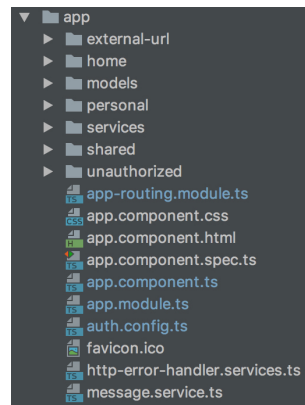 app
external-url
home
models
personal
services
shared
unauthorized
app-routing.module.ts
app.component.css
app.component.html
app.component.spec.ts
app.component.ts
app.module.ts
auth.config.ts
favicon.ico
http-error-handler.services.ts
message.service.ts